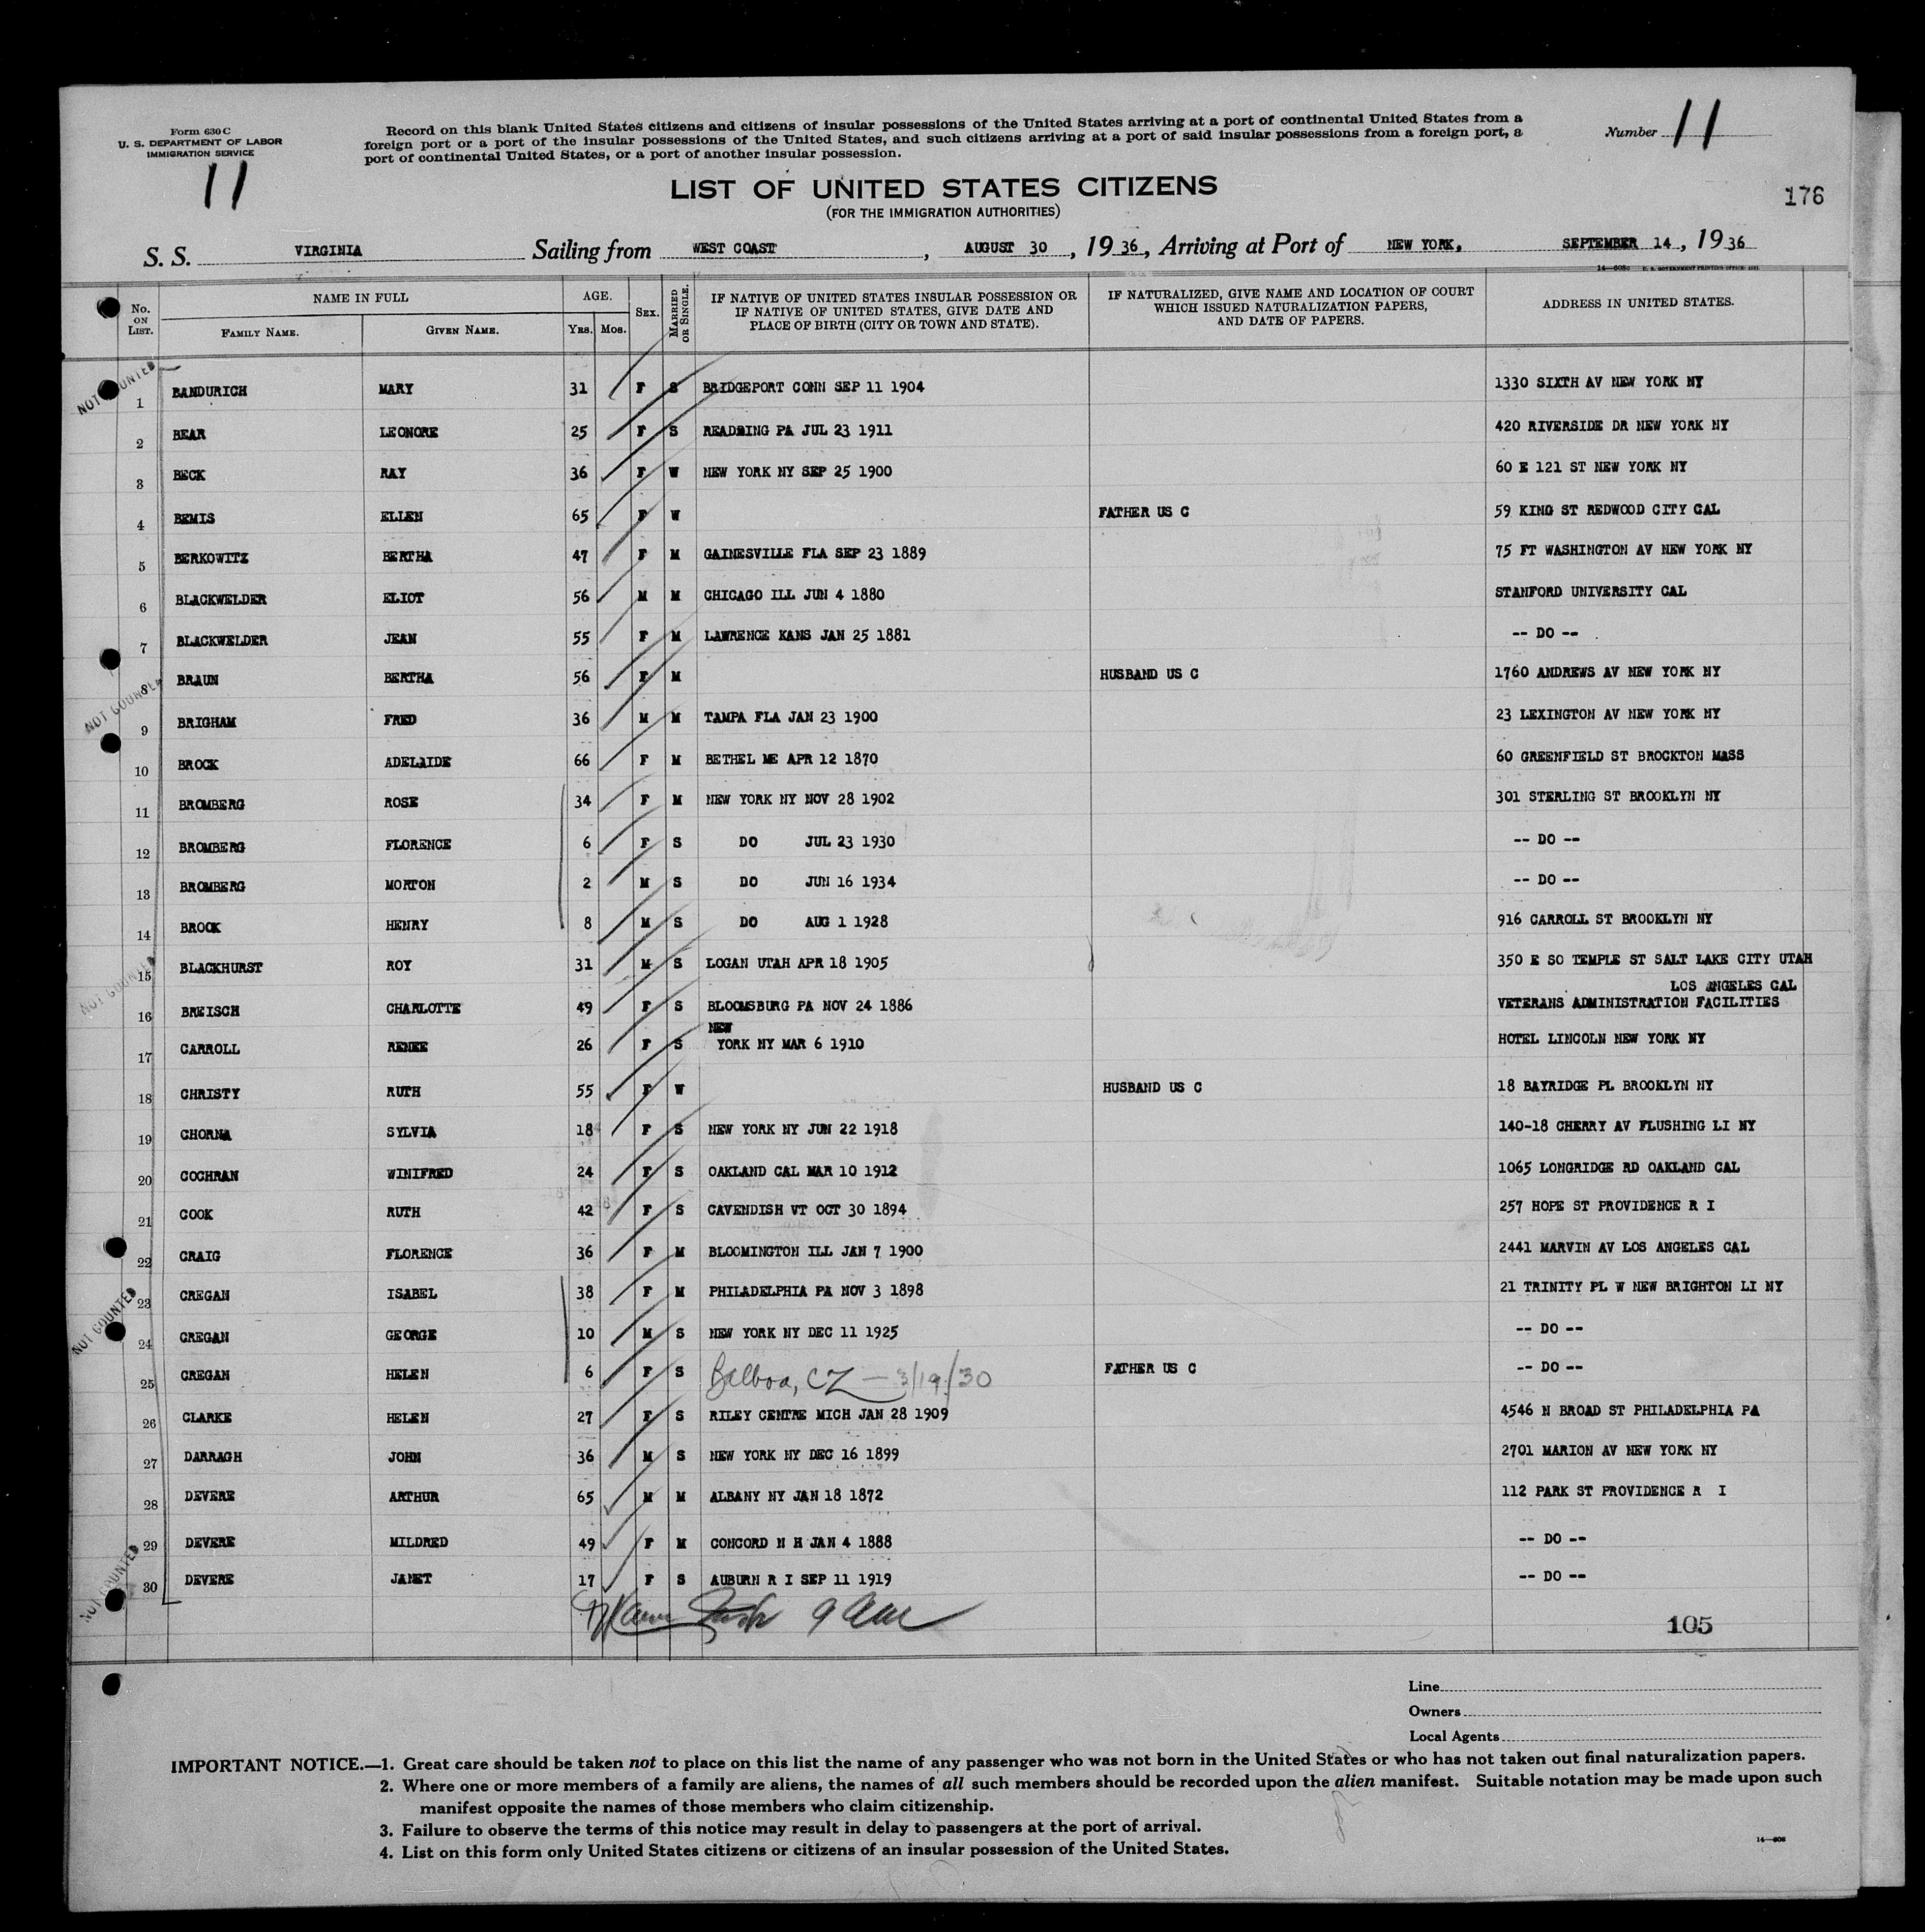 Form 630 C
U. S. DEPARTMENT OF LABOR
IMMIGRATION SERVICE
11
Record on this blank United States citizens and citizens of insular possessions of the United States arriving at a port of continental United States from a
foreign port or a port of the insular possessions of the United States, and such citizens arriving at a port of said insular possessions from a foreign port, a
port of continental United States, or a port of another insular possession.
Number 11
LIST OF UNITED STATES CITIZENS
(FOR THE IMMIGRATION AUTHORITIES)
176
S. S. VIRGINIA Sailing from WEST COAST, AUGUST 30, 1936, Arriving at Port of NEW YORK, SEPTEMBER 14, 1936
No. ON LIST. NAME IN FULL FAMILY NAME. GIVEN NAME. AGE. YRS. MOS. SEX. MARRIED OR SINGLE. IF NATIVE OF UNITED STATES INSULAR POSSESSION OR IF NATIVE OF UNITED STATES, GIVE DATE AND PLACE OF BIRTH (CITY OR TOWN AND STATE). IF NATURALIZED, GIVE NAME AND LOCATION OF COURT WHICH ISSUED NATURALIZATION PAPERS, AND DATE OF PAPERS. ADDRESS IN UNITED STATES.
NOT COUNTED
1 BANDURICH MARY 31 F S BRIDGEPORT CONN SEP 11 1904 1330 SIXTH AV NEW YORK NY
2 BEAR LEONORE 25 F S READING PA JUL 23 1911 420 RIVERSIDE DR NEW YORK NY
3 BECK RAY 36 F W NEW YORK NY SEP 25 1900 60 E 121 ST NEW YORK NY
4 BEMIS ELLEN 65 F W FATHER US C 59 KING ST REDWOOD CITY CAL
5 BERKOWITZ BERTHA 47 F M GAINESVILLE FLA SEP 23 1889 75 FT WASHINGTON AV NEW YORK NY
6 BLACKWELDER ELIOT 56 M M CHICAGO ILL JUN 4 1880 STANFORD UNIVERSITY CAL
7 BLACKWELDER JEAN 55 F M LAWRENCE KANS JAN 25 1881 -- DO --
8 BRAUN BERTHA 56 F M HUSBAND US C 1760 ANDREWS AV NEW YORK NY
NOT COUNTED
9 BRIGHAM FRED 36 M M TAMPA FLA JAN 23 1900 23 LEXINGTON AV NEW YORK NY
10 BROCK ADELAIDE 66 F M BETHEL ME APR 12 1870 60 GREENFIELD ST BROCKTON MASS
11 BROMBERG ROSE 34 F M NEW YORK NY NOV 28 1902 301 STERLING ST BROOKLYN NY
12 BROMBERG FLORENCE 6 F S DO JUL 23 1930 -- DO --
13 BROMBERG MORTON 2 M S DO JUN 16 1934 -- DO --
14 BROOK HENRY 8 M S DO AUG 1 1928 916 CARROLL ST BROOKLYN NY
15 BLACKHURST ROY 31 M S LOGAN UTAH APR 18 1905 350 E SO TEMPLE ST SALT LAKE CITY UTAH
NOT COUNTED
LOS ANGELES CAL
16 BREISCH CHARLOTTE 49 F S BLOOMSBURG PA NOV 24 1886 VETERANS ADMINISTRATION FACILITIES
NEW
17 CARROLL RENEE 26 F S YORK NY MAR 6 1910 HOTEL LINCOLN NEW YORK NY
18 CHRISTY RUTH 55 F W HUSBAND US C 18 BAYRIDGE PL BROOKLYN NY
19 CHORNA SYLVIA 18 F S NEW YORK NY JUN 22 1918 140-18 CHERRY AV FLUSHING LI NY
20 COCHRAN WINIFRED 24 F S OAKLAND CAL MAR 10 1912 1065 LONGRIDGE RD OAKLAND CAL
21 COOK RUTH 42 F S CAVENDISH VT OCT 30 1894 257 HOPE ST PROVIDENCE R I
22 CRAIG FLORENCE 36 F M BLOOMINGTON ILL JAN 7 1900 2441 MARVIN AV LOS ANGELES CAL
23 CREGAN ISABEL 38 F M PHILADELPHIA PA NOV 3 1898 21 TRINITY PL W NEW BRIGHTON LI NY
NOT COUNTED
24 CREGAN GEORGE 10 M S NEW YORK NY DEC 11 1925 -- DO --
25 CREGAN HELEN 6 F S Balboa, CZ — 3/19/30 FATHER US C -- DO --
26 CLARKE HELEN 27 F S RILEY CENTRE MICH JAN 28 1909 4546 N BROAD ST PHILADELPHIA PA
27 DARRAGH JOHN 36 M S NEW YORK NY DEC 16 1899 2701 MARION AV NEW YORK NY
28 DEVERE ARTHUR 65 M M ALBANY NY JAN 18 1872 112 PARK ST PROVIDENCE R I
29 DEVERE MILDRED 49 F M CONCORD N H JAN 4 1888 -- DO --
30 DEVERE JANET 17 F S AUBURN R I SEP 11 1919 -- DO --
NOT COUNTED
105
Line
Owners
Local Agents
IMPORTANT NOTICE.—1. Great care should be taken not to place on this list the name of any passenger who was not born in the United States or who has not taken out final naturalization papers.
2. Where one or more members of a family are aliens, the names of all such members should be recorded upon the alien manifest. Suitable notation may be made upon such
manifest opposite the names of those members who claim citizenship.
3. Failure to observe the terms of this notice may result in delay to passengers at the port of arrival.
4. List on this form only United States citizens or citizens of an insular possession of the United States.